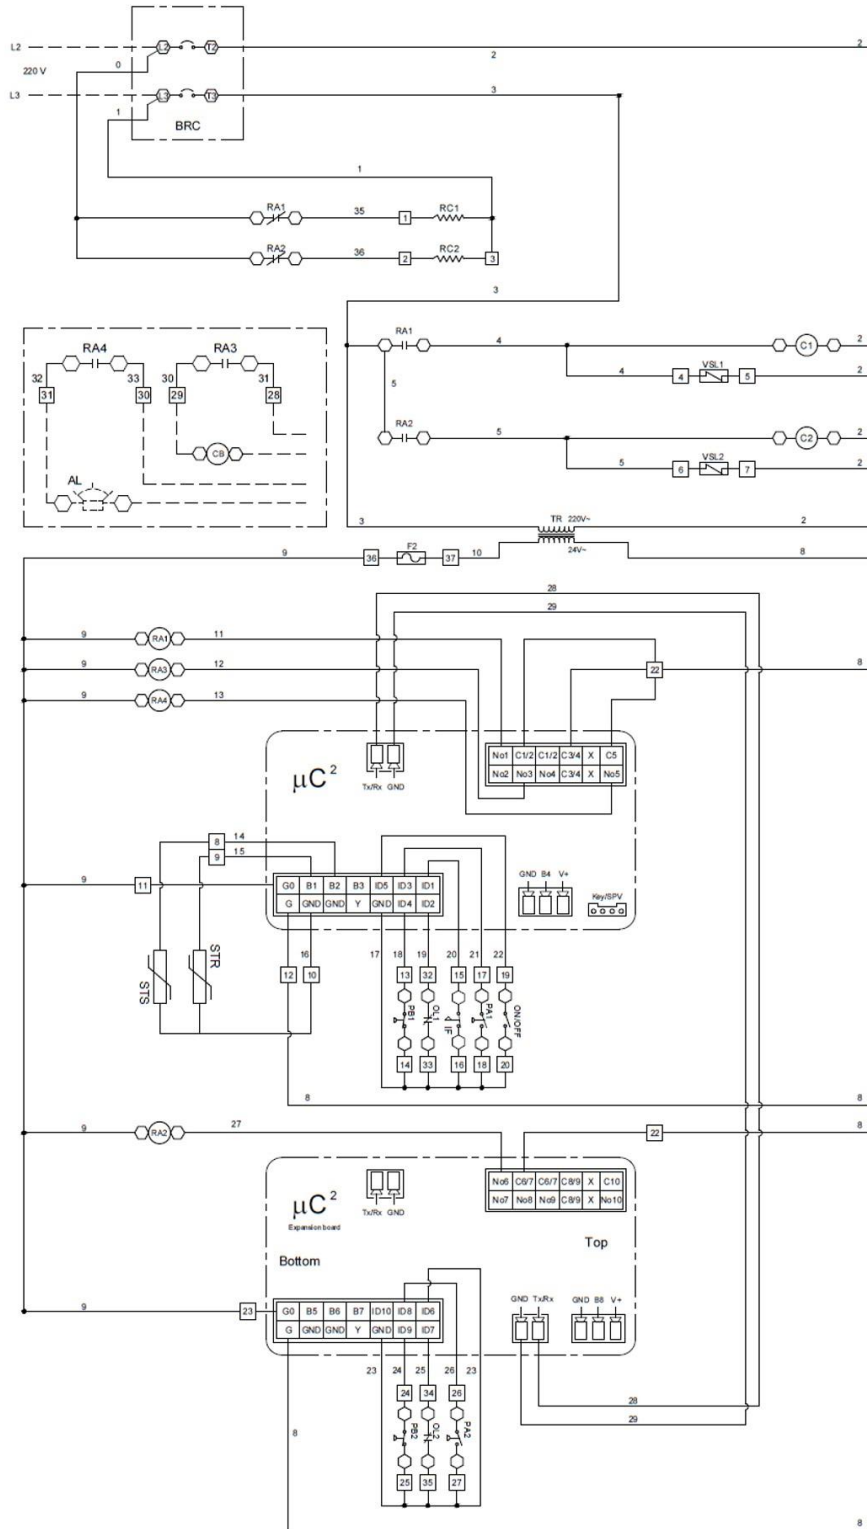 L2 L2 T2 2 2
220 V 0
L3 L3 T3 3
1 BRC
1
RA1 35 1 RC1
RA2 36 2 RC2 3
3
RA4 RA3 RA1 4 C1 2
32 33 30 31 4 4 VSL1 5 2
31 30 29 28 5
CB RA2 5 C2 2
AL 5 6 VSL2 7 2
3 TR 220V~ 2
9 36 F2 37 10 24V~ 8
28
29
9 RA1 11
9 RA3 12 22 8
9 RA4 13
µC2
No1 C1/2 C1/2 C3/4 X C5
No2 No3 No4 C3/4 X No5
Tx/Rx GND
8 14
9 15
GND B4 V+
Key/SPV
9 11 G0 B1 B2 B3 ID5 ID3 ID1
G GND GND Y GND ID4 ID2
16 17 18 19 20 21 22
12 10 13 32 15 17 19
STS STR PB1 OL1 IF PA1 ON/OFF
14 33 16 18 20
8 8
9 RA2 27 22 8
µC2
Expansion board
Tx/Rx GND
No6 C6/7 C6/7 C8/9 X C10
No7 No8 No9 C8/9 X No10
Top
Bottom
GND Tx/Rx GND B8 V+
9 23 G0 B5 B6 B7 ID10 ID8 ID6
G GND GND Y GND ID9 ID7
23 24 25 26 23
24 34 26 28
29
8 PB2 OL2 PA2
25 35 27
8